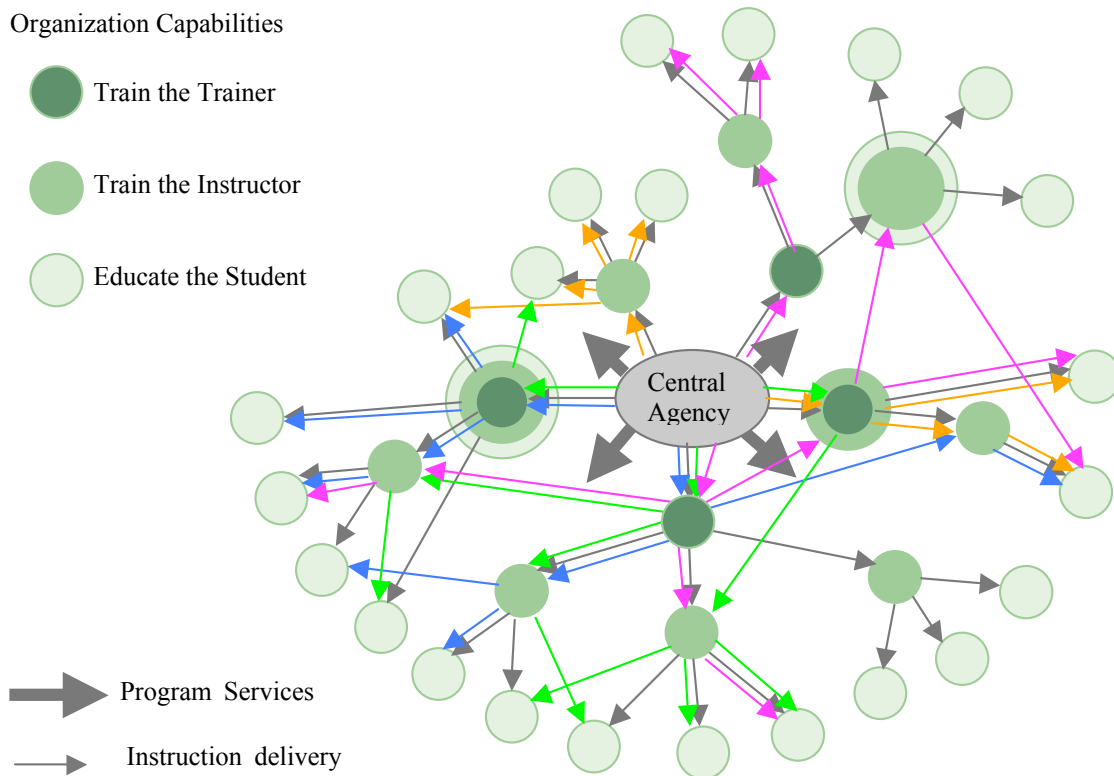 Organization Capabilities
Train the Trainer
Train the Instructor
Educate the Student
Central
Agency
Program Services
Instruction delivery